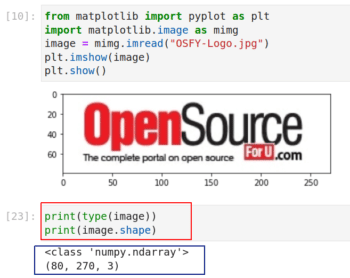 [10]: from matplotlib import pyplot as plt
import matplotlib.image as mimg
image = mimg.imread("OSFY-Logo.jpg")
plt.imshow(image)
plt.show()
0
20
40
60
OpenSource
The complete portal on open source For U .com
0 50 100 150 200 250
[23]: print(type(image))
print(image.shape)
<class 'numpy.ndarray'>
(80, 270, 3)